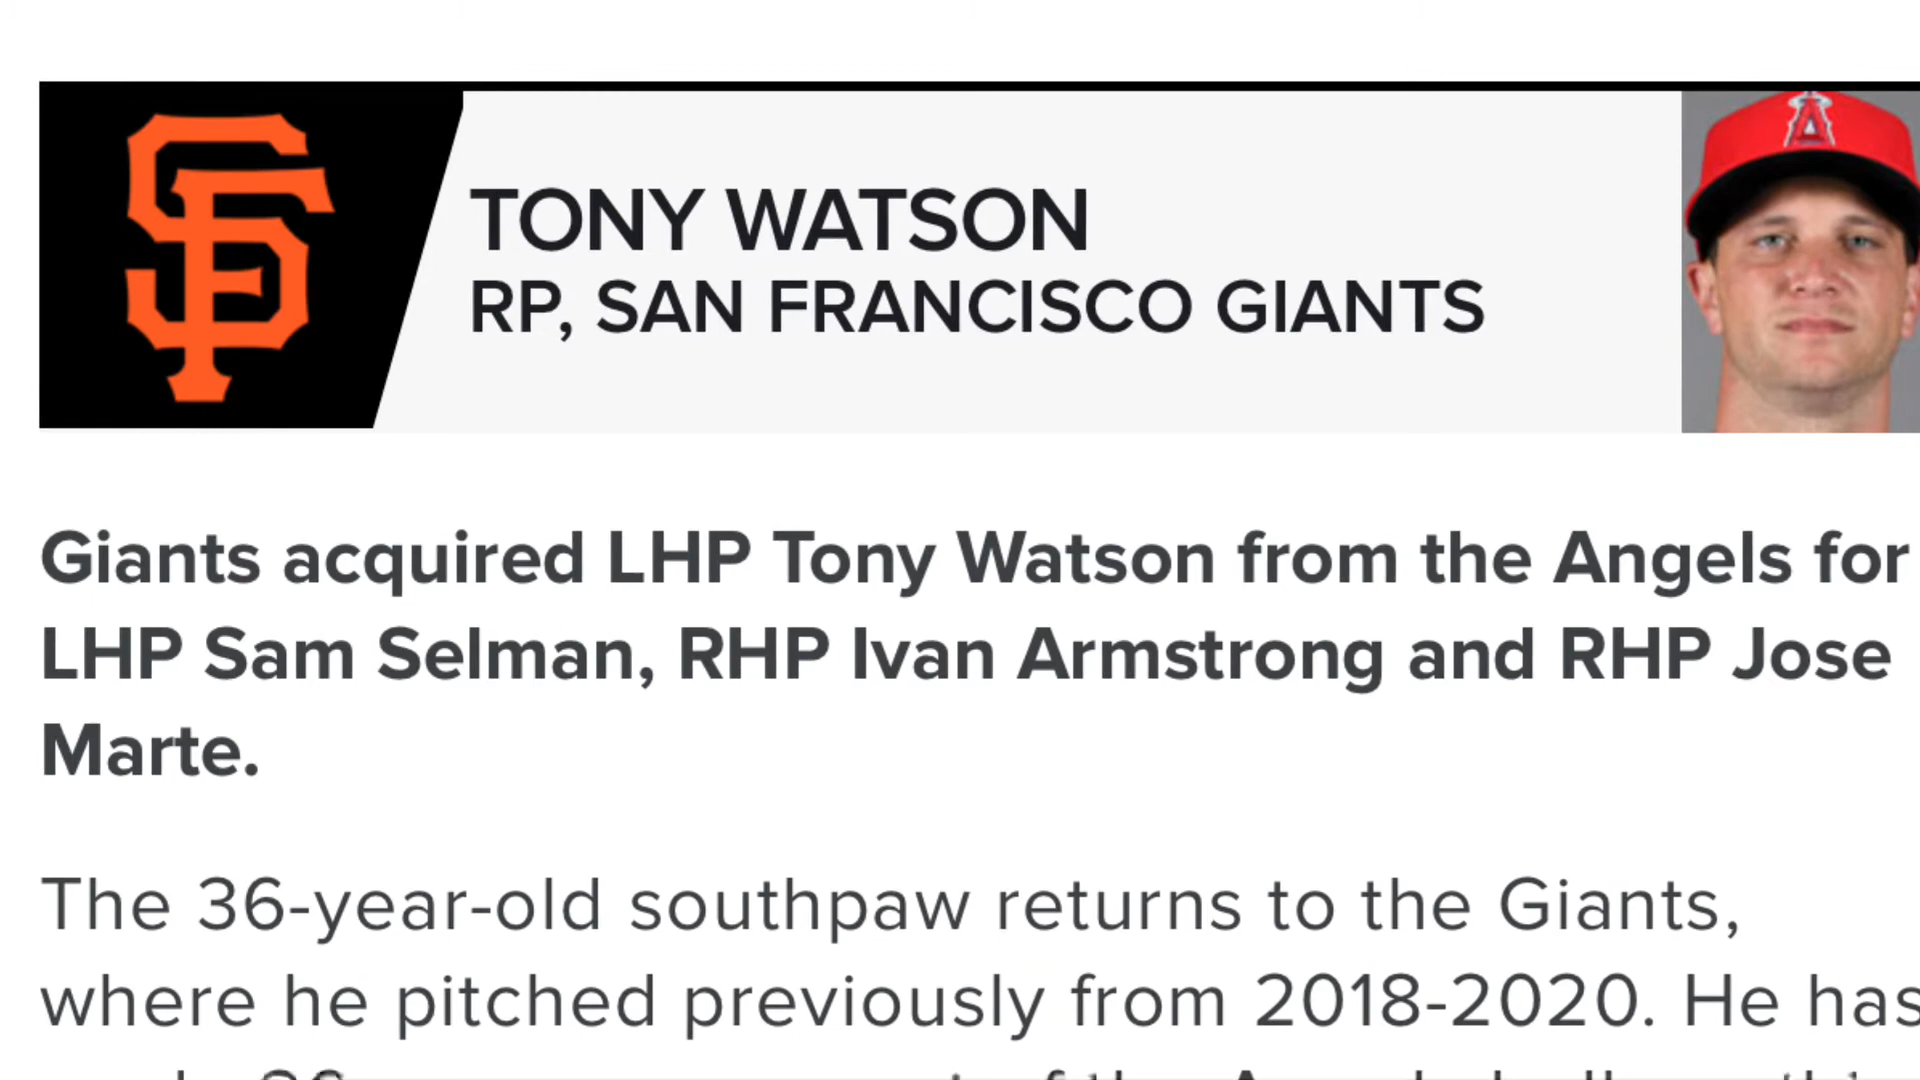 SF
TONY WATSON
RP, SAN FRANCISCO GIANTS
A
Giants acquired LHP Tony Watson from the Angels for
LHP Sam Selman, RHP Ivan Armstrong and RHP Jose
Marte.
The 36-year-old southpaw returns to the Giants,
where he pitched previously from 2018-2020. He has